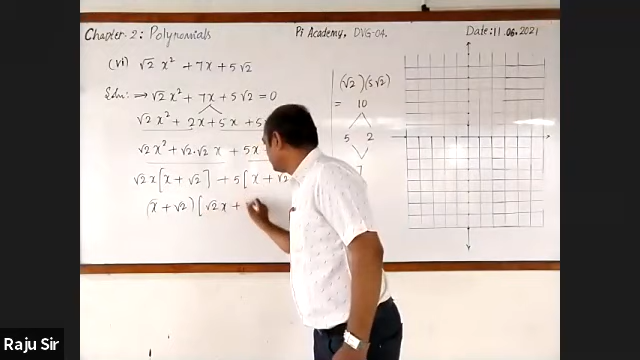 Chapter 2: Polynomials
Pi Academy, DVG-04.
Date: 11.06.2021
(vi) √2 x² + 7x + 5√2
Soln: ⇒ √2 x² + 7x + 5√2 = 0
√2 x² + 2x + 5x + 5
√2 x² + √2·√2 x + 5x
√2 x [x + √2] + 5 [x + √2
(x + √2) [√2 x +
(√2)(5√2)
= 10
5 2
7
Raju Sir